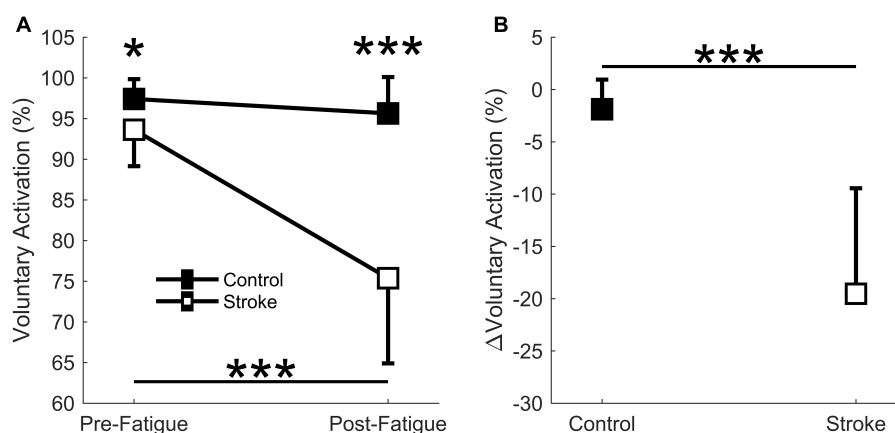 A
Voluntary Activation (%)
105
100
95
90
85
80
75
70
65
60
*
***
Control
Stroke
***
Pre-Fatigue
Post-Fatigue
B
ΔVoluntary Activation (%)
5
0
-5
-10
-15
-20
-25
-30
***
Control
Stroke